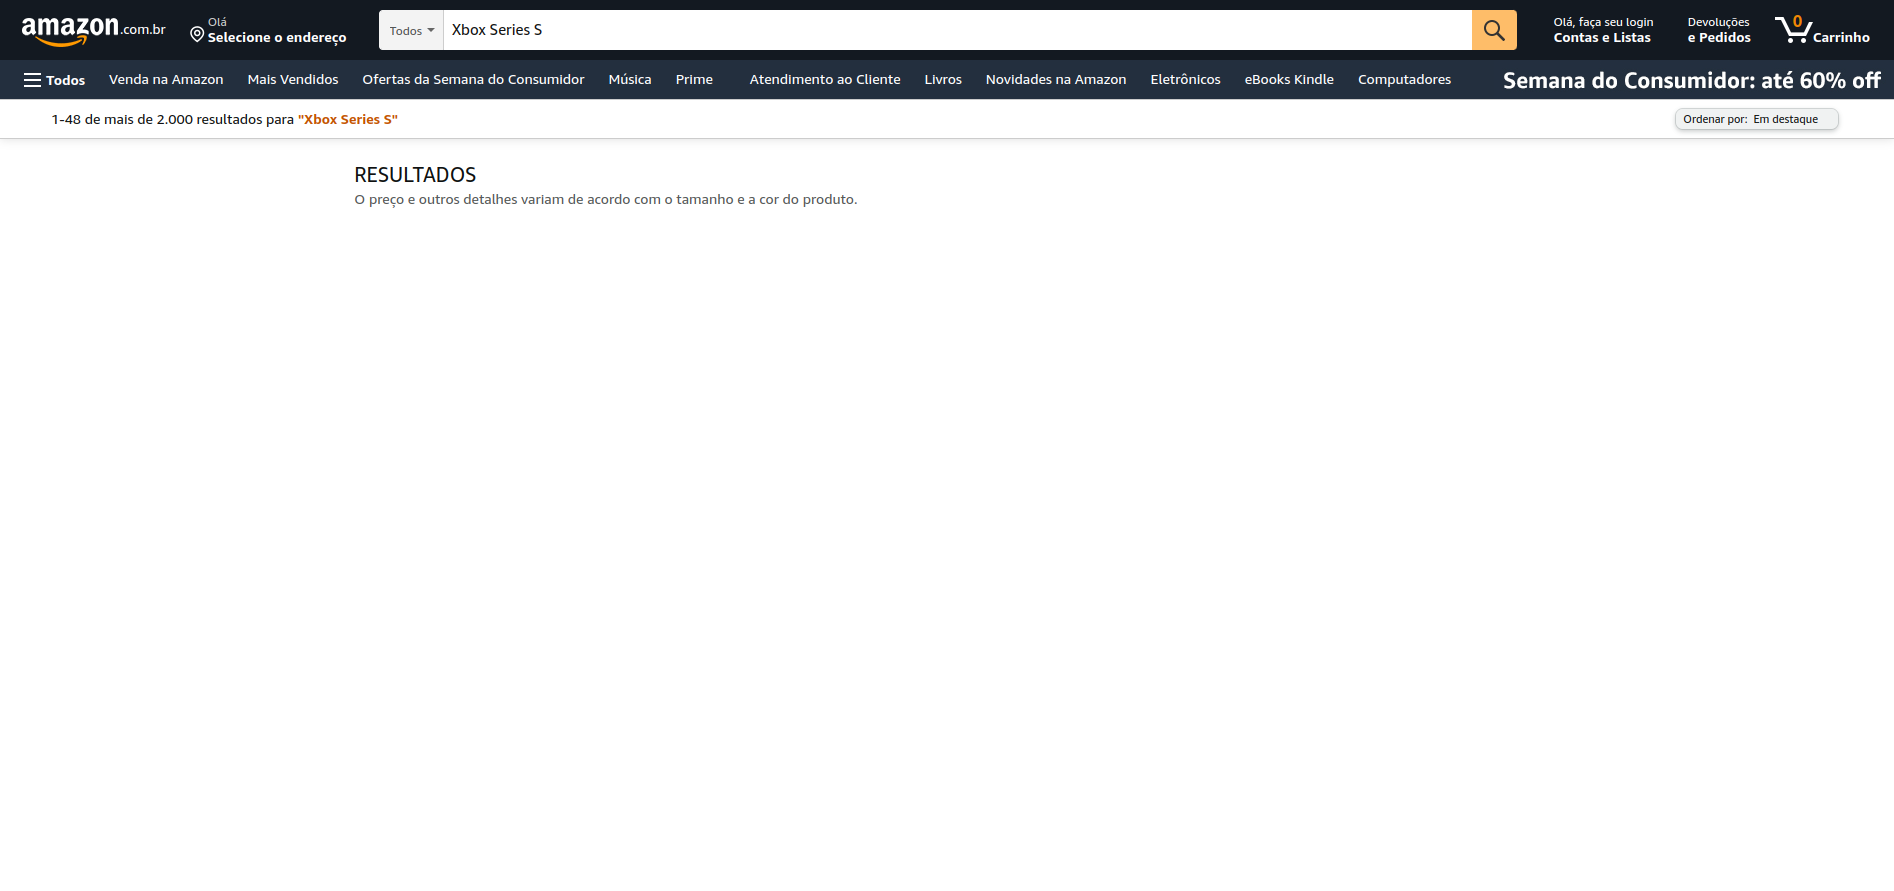 amazon.com.br
Olá
Selecione o endereço
Todos
Xbox Series S
Olá, faça seu login
Contas e Listas
Devoluções
e Pedidos
0
Carrinho
Todos
Venda na Amazon
Mais Vendidos
Ofertas da Semana do Consumidor
Música
Prime
Atendimento ao Cliente
Livros
Novidades na Amazon
Eletrônicos
eBooks Kindle
Computadores
Semana do Consumidor: até 60% off
1-48 de mais de 2.000 resultados para "Xbox Series S"
Ordenar por: Em destaque
RESULTADOS
O preço e outros detalhes variam de acordo com o tamanho e a cor do produto.